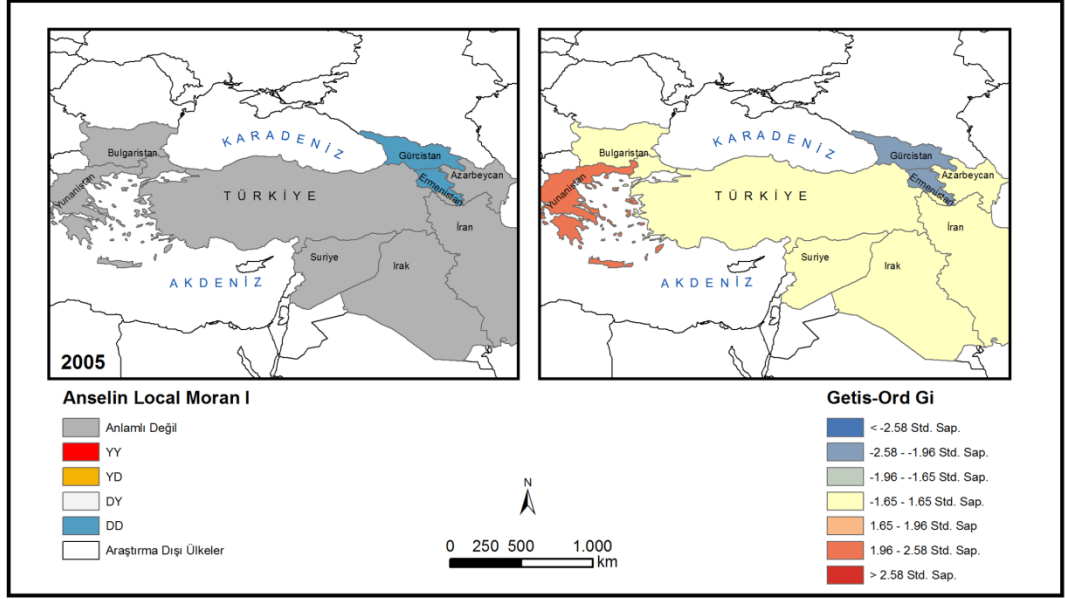 KARADENİZ
Bulgaristan
Gürcistan
Azarbeycan
Ermenistan
Yunanistan
TÜRKİYE
İran
Suriye
Irak
AKDENİZ
2005
KARADENİZ
Bulgaristan
Gürcistan
Azarbeycan
Ermenistan
Yunanistan
TÜRKİYE
İran
Suriye
Irak
AKDENİZ
Anselin Local Moran I
Anlamlı Değil
YY
YD
DY
DD
Araştırma Dışı Ülkeler
N
0 250 500 1.000
km
Getis-Ord Gi
< -2.58 Std. Sap.
-2.58 - -1.96 Std. Sap.
-1.96 - -1.65 Std. Sap.
-1.65 - 1.65 Std. Sap.
1.65 - 1.96 Std. Sap
1.96 - 2.58 Std. Sap.
> 2.58 Std. Sap.